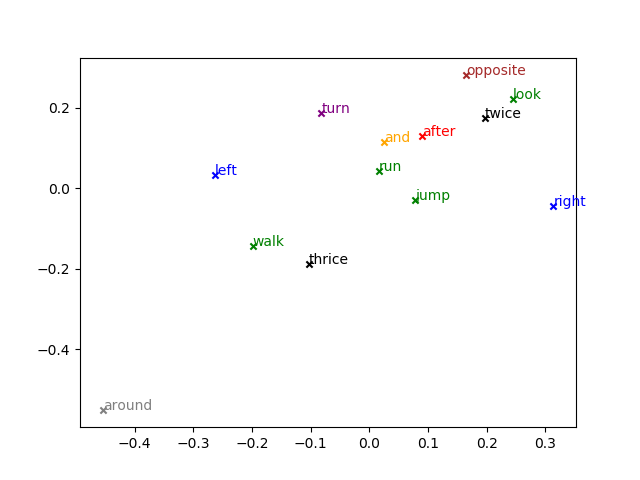 opposite
look
0.2
turn
twice
and
after
run
0.0
left
jump
right
walk
−0.2
thrice
−0.4
around
−0.4
−0.3
−0.2
−0.1
0.0
0.1
0.2
0.3